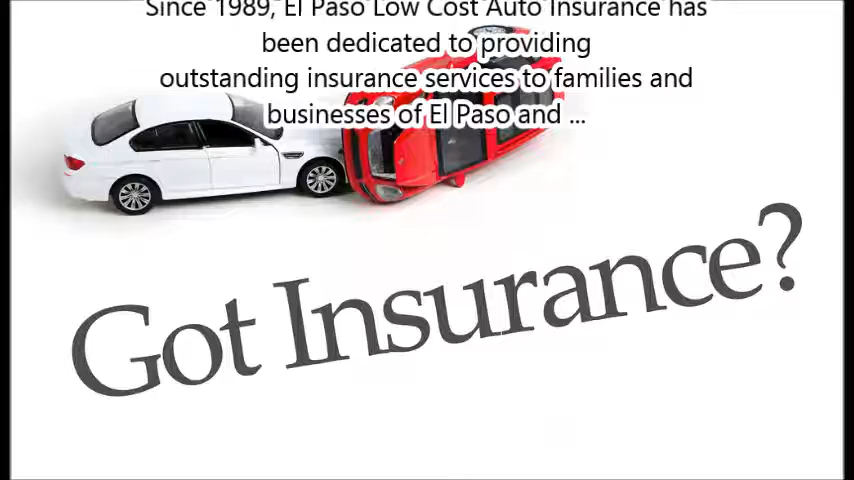 Since 1989, El Paso Low Cost Auto Insurance has
been dedicated to providing
outstanding insurance services to families and
businesses of El Paso and ...
Got Insurance?